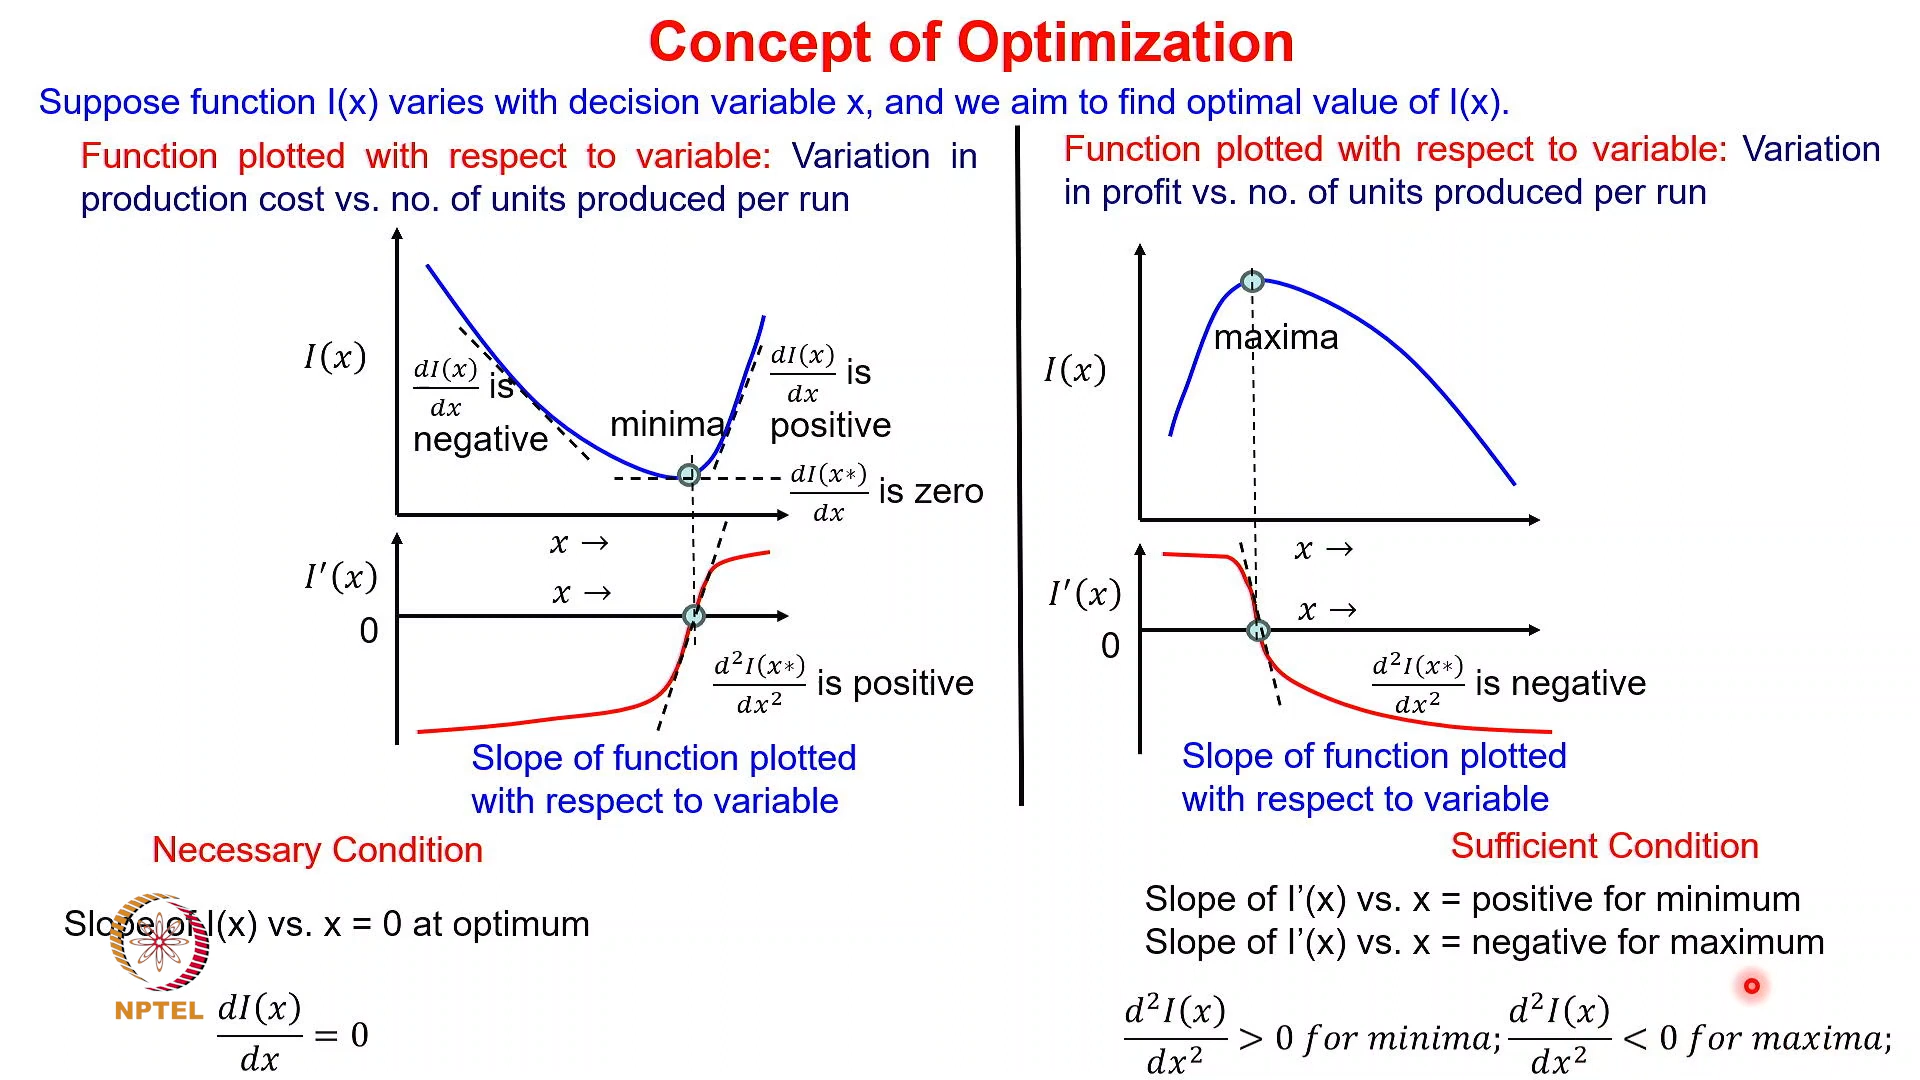 Concept of Optimization
Suppose function I(x) varies with decision variable x, and we aim to find optimal value of I(x).
Function plotted with respect to variable: Variation in
production cost vs. no. of units produced per run
I(x)
dI(x)/dx is
negative
minima
dI(x)/dx is
positive
dI(x*)/dx is zero
x →
I′(x)
x →
0
d²I(x*)/dx² is positive
Slope of function plotted
with respect to variable
Function plotted with respect to variable: Variation
in profit vs. no. of units produced per run
maxima
I(x)
x →
I′(x)
x →
0
d²I(x*)/dx² is negative
Slope of function plotted
with respect to variable
Necessary Condition
Slope of I(x) vs. x = 0 at optimum
NPTEL
dI(x)/dx = 0
Sufficient Condition
Slope of I’(x) vs. x = positive for minimum
Slope of I’(x) vs. x = negative for maximum
d²I(x)/dx² > 0 for minima; d²I(x)/dx² < 0 for maxima;